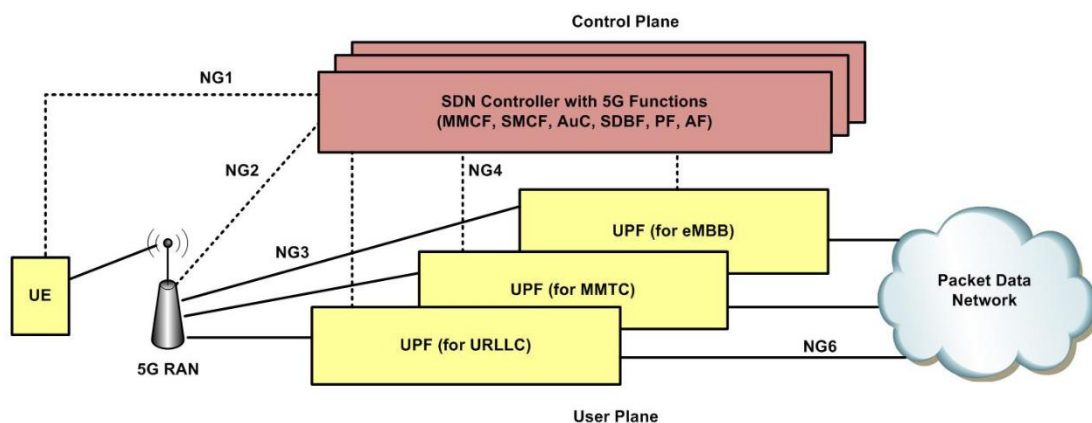 Control Plane
NG1
SDN Controller with 5G Functions
(MMCF, SMCF, AuC, SDBF, PF, AF)
NG2
NG4
UPF (for eMBB)
NG3
UE
UPF (for MMTC)
Packet Data
Network
UPF (for URLLC)
NG6
5G RAN
User Plane